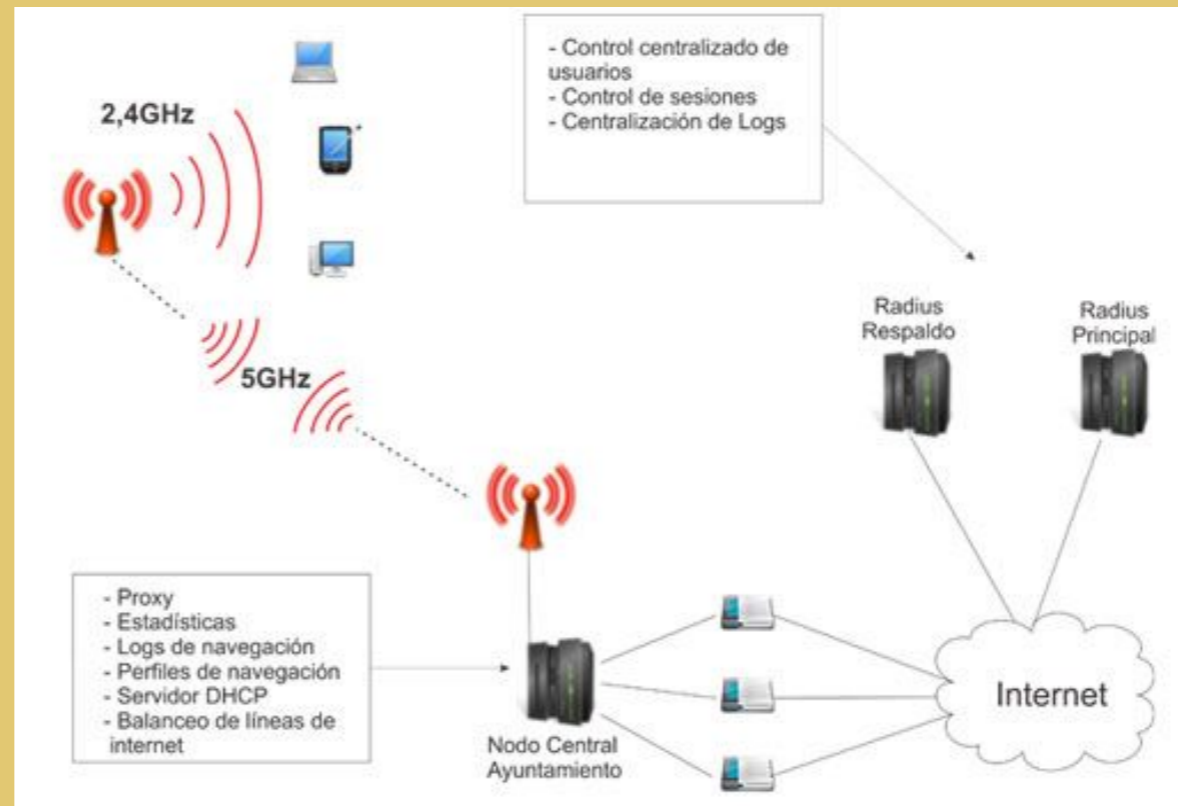 - Control centralizado de
usuarios
- Control de sesiones
- Centralización de Logs
2,4GHz
5GHz
Radius
Respaldo
Radius
Principal
- Proxy
- Estadísticas
- Logs de navegación
- Perfiles de navegación
- Servidor DHCP
- Balanceo de líneas de
internet
Nodo Central
Ayuntamiento
Internet